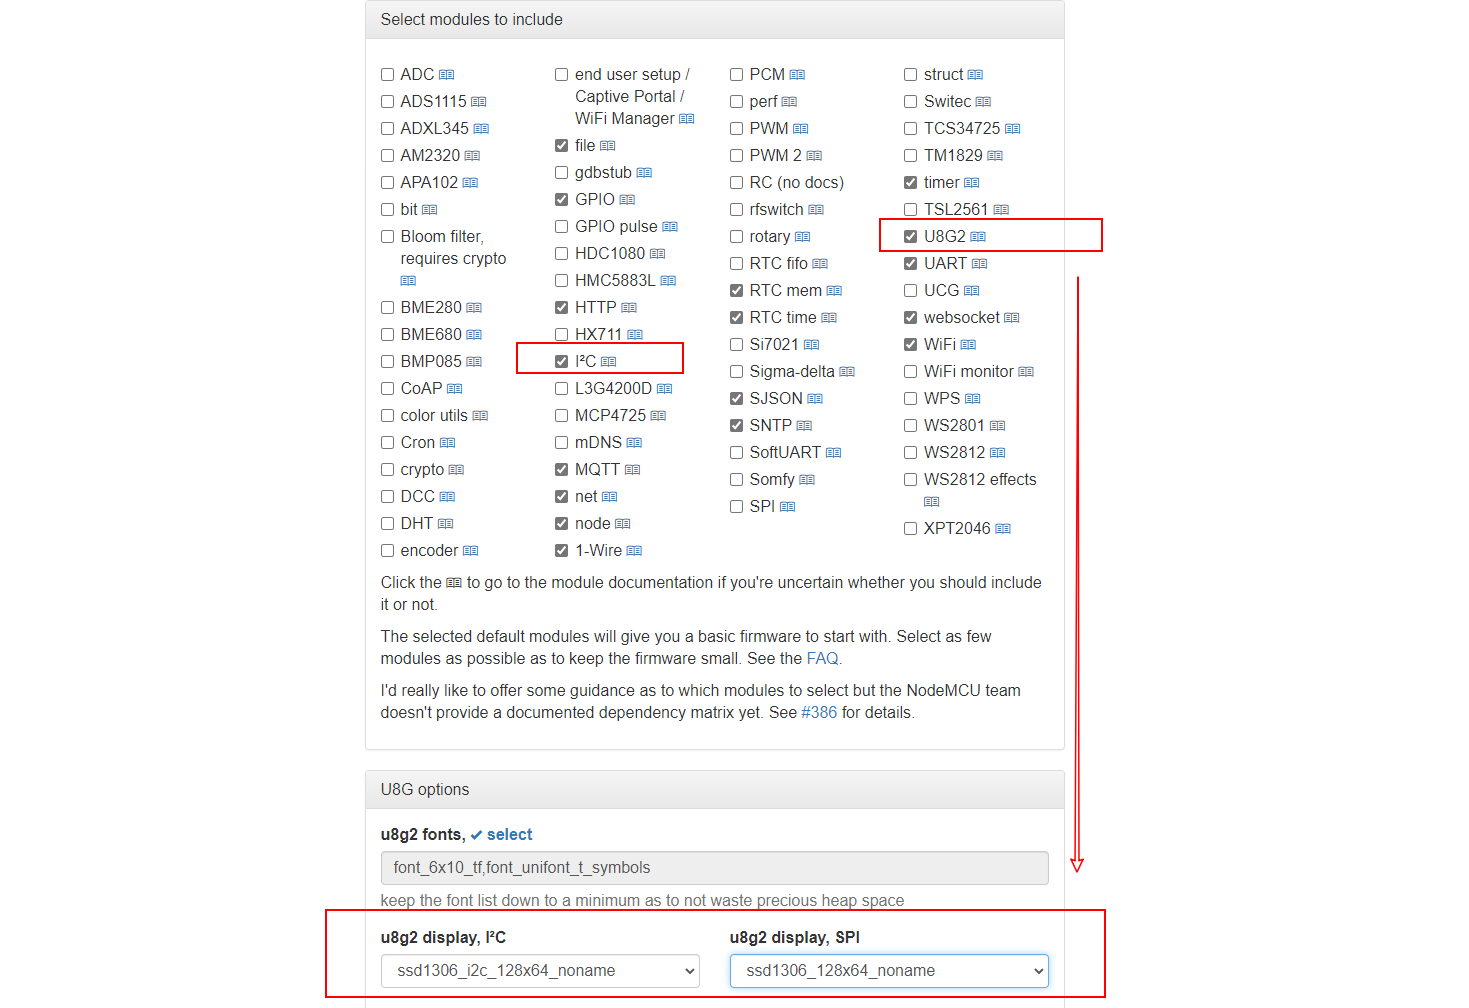 Select modules to include
ADC
ADS1115
ADXL345
AM2320
APA102
bit
Bloom filter,
requires crypto
BME280
BME680
BMP085
CoAP
color utils
Cron
crypto
DCC
DHT
encoder
end user setup /
Captive Portal /
WiFi Manager
file
gdbstub
GPIO
GPIO pulse
HDC1080
HMC5883L
HTTP
HX711
I²C
L3G4200D
MCP4725
mDNS
MQTT
net
node
1-Wire
PCM
perf
PWM
PWM 2
RC (no docs)
rfswitch
rotary
RTC fifo
RTC mem
RTC time
Si7021
Sigma-delta
SJSON
SNTP
SoftUART
Somfy
SPI
struct
Switec
TCS34725
TM1829
timer
TSL2561
U8G2
UART
UCG
websocket
WiFi
WiFi monitor
WPS
WS2801
WS2812
WS2812 effects
XPT2046
Click the to go to the module documentation if you're uncertain whether you should include
it or not.
The selected default modules will give you a basic firmware to start with. Select as few
modules as possible as to keep the firmware small. See the FAQ.
I'd really like to offer some guidance as to which modules to select but the NodeMCU team
doesn't provide a documented dependency matrix yet. See #386 for details.
U8G options
u8g2 fonts, ✔ select
font_6x10_tf,font_unifont_t_symbols
keep the font list down to a minimum as to not waste precious heap space
u8g2 display, I²C
ssd1306_i2c_128x64_noname
u8g2 display, SPI
ssd1306_128x64_noname